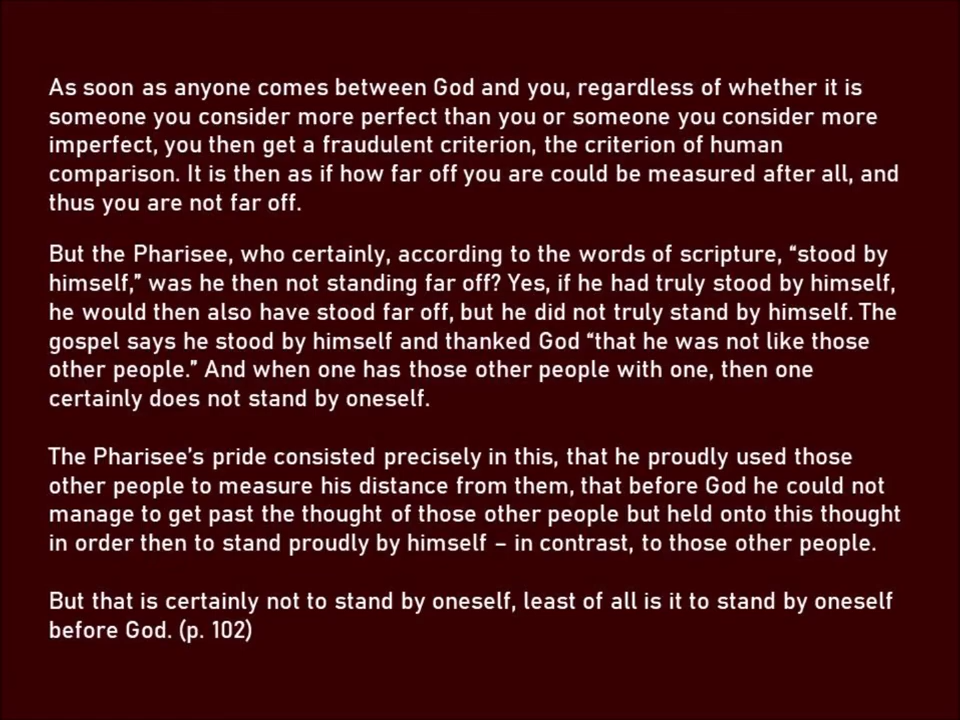 As soon as anyone comes between God and you, regardless of whether it is
someone you consider more perfect than you or someone you consider more
imperfect, you then get a fraudulent criterion, the criterion of human
comparison. It is then as if how far off you are could be measured after all, and
thus you are not far off.
But the Pharisee, who certainly, according to the words of scripture, “stood by
himself,” was he then not standing far off? Yes, if he had truly stood by himself,
he would then also have stood far off, but he did not truly stand by himself. The
gospel says he stood by himself and thanked God “that he was not like those
other people.” And when one has those other people with one, then one
certainly does not stand by oneself.
The Pharisee’s pride consisted precisely in this, that he proudly used those
other people to measure his distance from them, that before God he could not
manage to get past the thought of those other people but held onto this thought
in order then to stand proudly by himself – in contrast, to those other people.
But that is certainly not to stand by oneself, least of all is it to stand by oneself
before God. (p. 102)